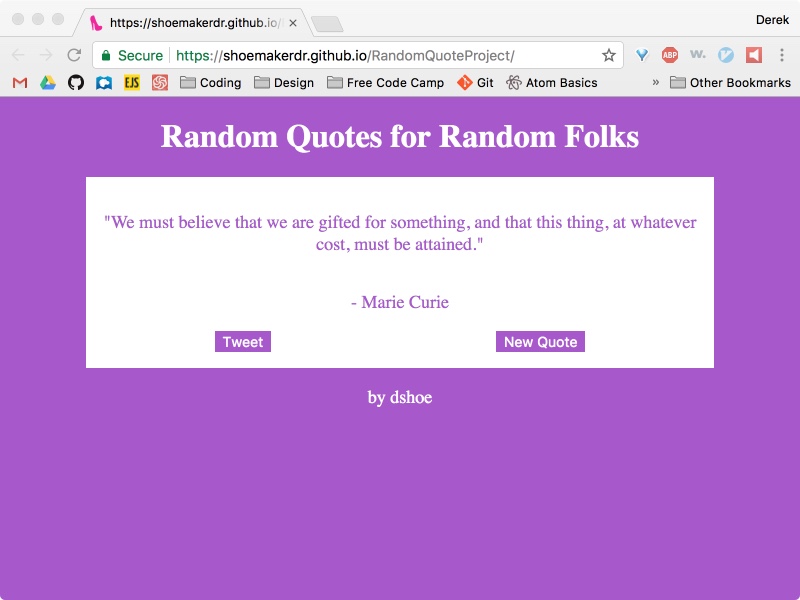 https://shoemakerdr.github.io/
Derek
Secure https://shoemakerdr.github.io/RandomQuoteProject/
ABP W.
EJS Coding Design Free Code Camp Git Atom Basics » Other Bookmarks
Random Quotes for Random Folks
"We must believe that we are gifted for something, and that this thing, at whatever
cost, must be attained."
- Marie Curie
Tweet New Quote
by dshoe